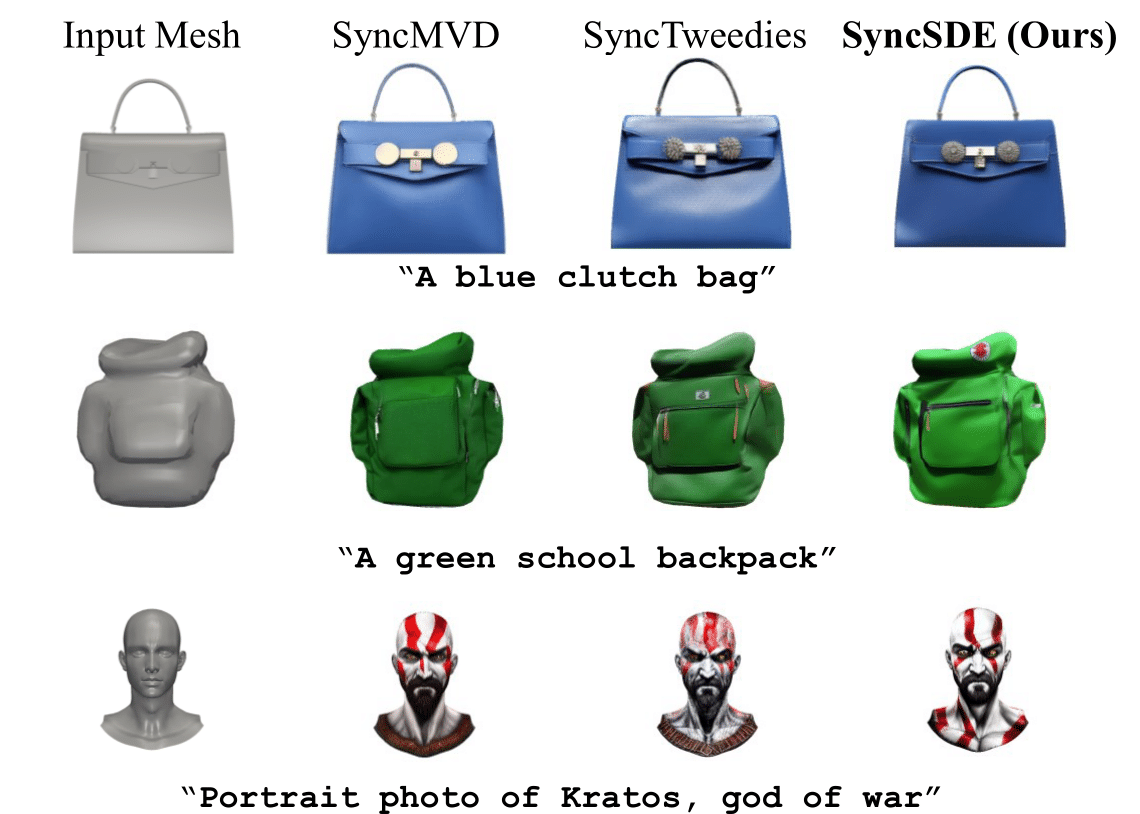 Input Mesh SyncMVD SyncTweedies SyncSDE (Ours)
“A blue clutch bag”
“A green school backpack”
“Portrait photo of Kratos, god of war”